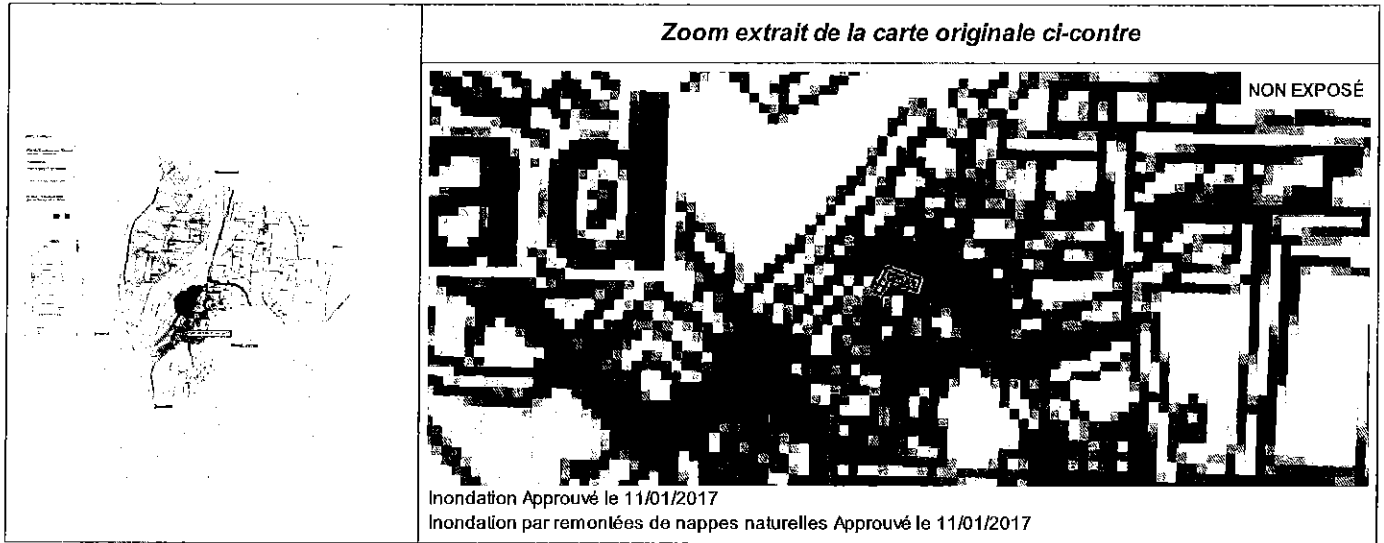 Zoom extrait de la carte originale ci-contre
NON EXPOSÉ
Inondation Approuvé le 11/01/2017
Inondation par remontées de nappes naturelles Approuvé le 11/01/2017